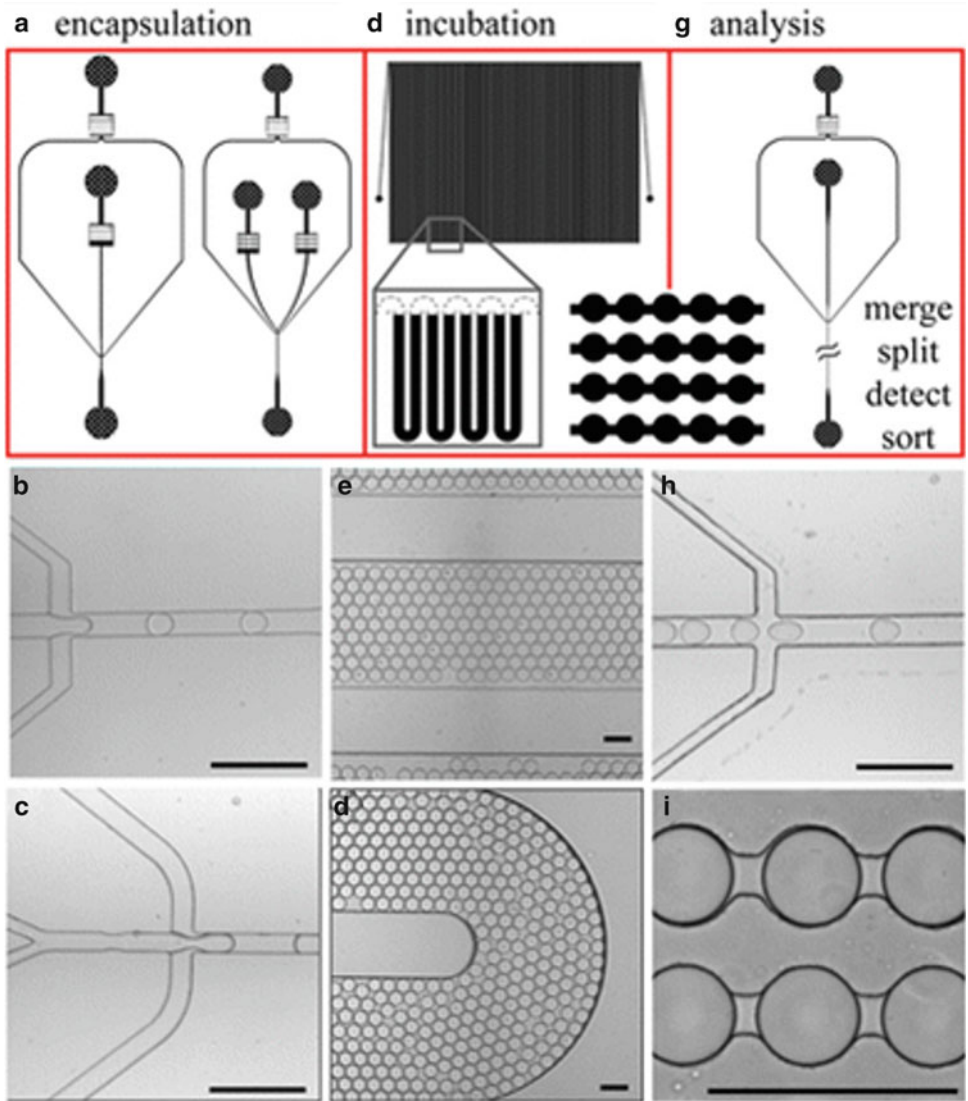 a encapsulation
d incubation
g analysis
merge
split
detect
sort
b
e
h
c
d
i